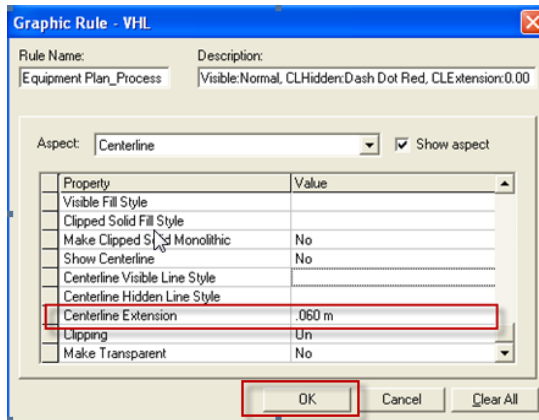 Graphic Rule - VHL
Rule Name: Description:
Equipment Plan_Process Visible:Normal, CLHidden:Dash Dot Red, CLExtension:0.00
Aspect: Centerline Show aspect
Property Value
Visible Fill Style
Clipped Solid Fill Style
Make Clipped Solid Monolithic No
Show Centerline No
Centerline Visible Line Style
Centerline Hidden Line Style
Centerline Extension .060 m
Clipping Un
Make Transparent No
OK Cancel Clear All